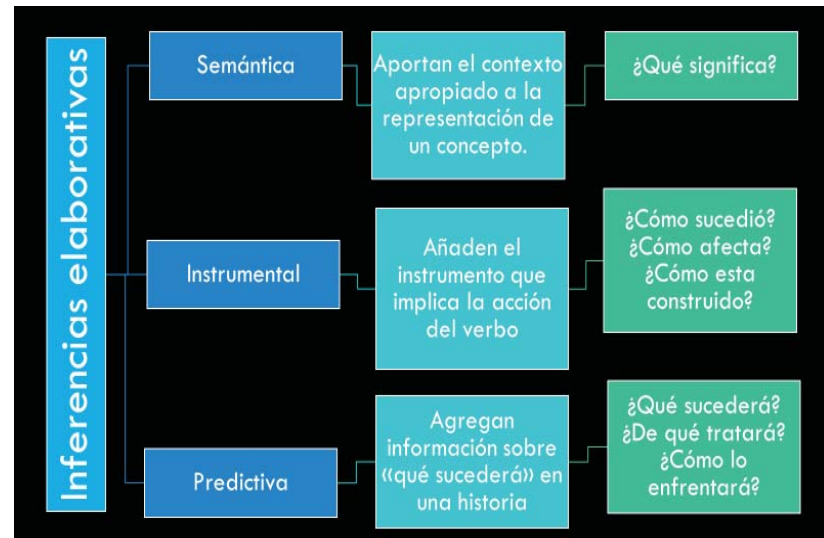 Inferencias elaborativas
Semántica
Aportan el contexto
apropiado a la
representación de
un concepto.
¿Qué significa?
Instrumental
Añaden el
instrumento que
implica la acción
del verbo
¿Cómo sucedió?
¿Cómo afecta?
¿Cómo esta
construido?
Predictiva
Agregan
información sobre
«qué sucederá» en
una historia
¿Qué sucederá?
¿De qué tratará?
¿Cómo lo
enfrentará?